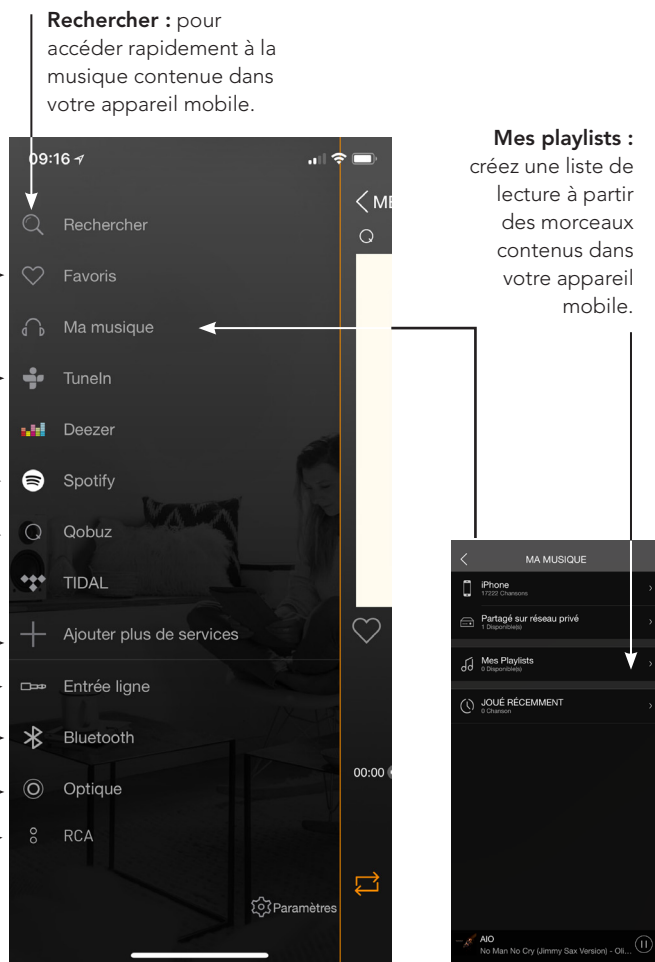 Rechercher : pour
accéder rapidement à la
musique contenue dans
votre appareil mobile.
Mes playlists :
créez une liste de
lecture à partir
des morceaux
contenus dans
votre appareil
mobile.
09:16
Rechercher
Favoris
Ma musique
TuneIn
Deezer
Spotify
Qobuz
TIDAL
Ajouter plus de services
Entrée ligne
Bluetooth
Optique
RCA
Paramètres
ME
00:00
MA MUSIQUE
iPhone
17222 Chansons
Partagé sur réseau privé
1 Disponible(s)
Mes Playlists
0 Disponible(s)
JOUÉ RÉCEMMENT
0 Chanson
AIO
No Man No Cry (Jimmy Sax Version) - Oli...